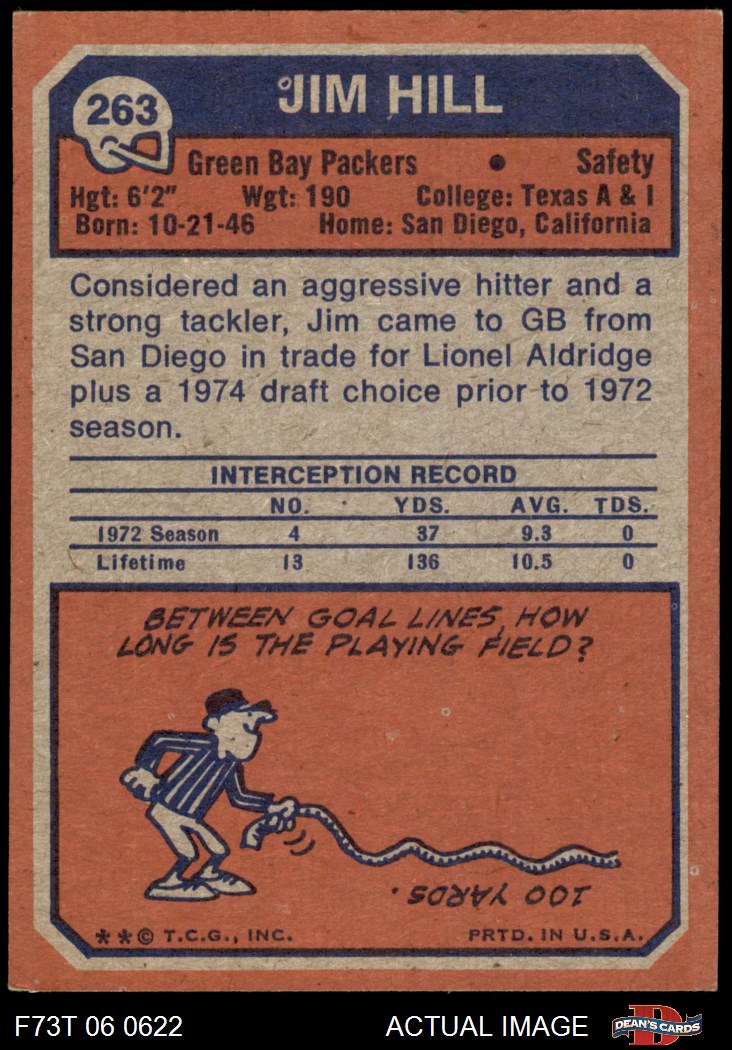 263
JIM HILL
Green Bay Packers • Safety
Hgt: 6'2" Wgt: 190 College: Texas A & I
Born: 10-21-46 Home: San Diego, California
Considered an aggressive hitter and a
strong tackler, Jim came to GB from
San Diego in trade for Lionel Aldridge
plus a 1974 draft choice prior to 1972
season.
INTERCEPTION RECORD
NO. YDS. AVG. TDS.
1972 Season 4 37 9.3 0
Lifetime 13 136 10.5 0
BETWEEN GOAL LINES, HOW
LONG IS THE PLAYING FIELD?
100 YARDS.
**© T.C.G., INC. PRTD. IN U.S.A.
F73T 06 0622 ACTUAL IMAGE DEAN'S CARDS